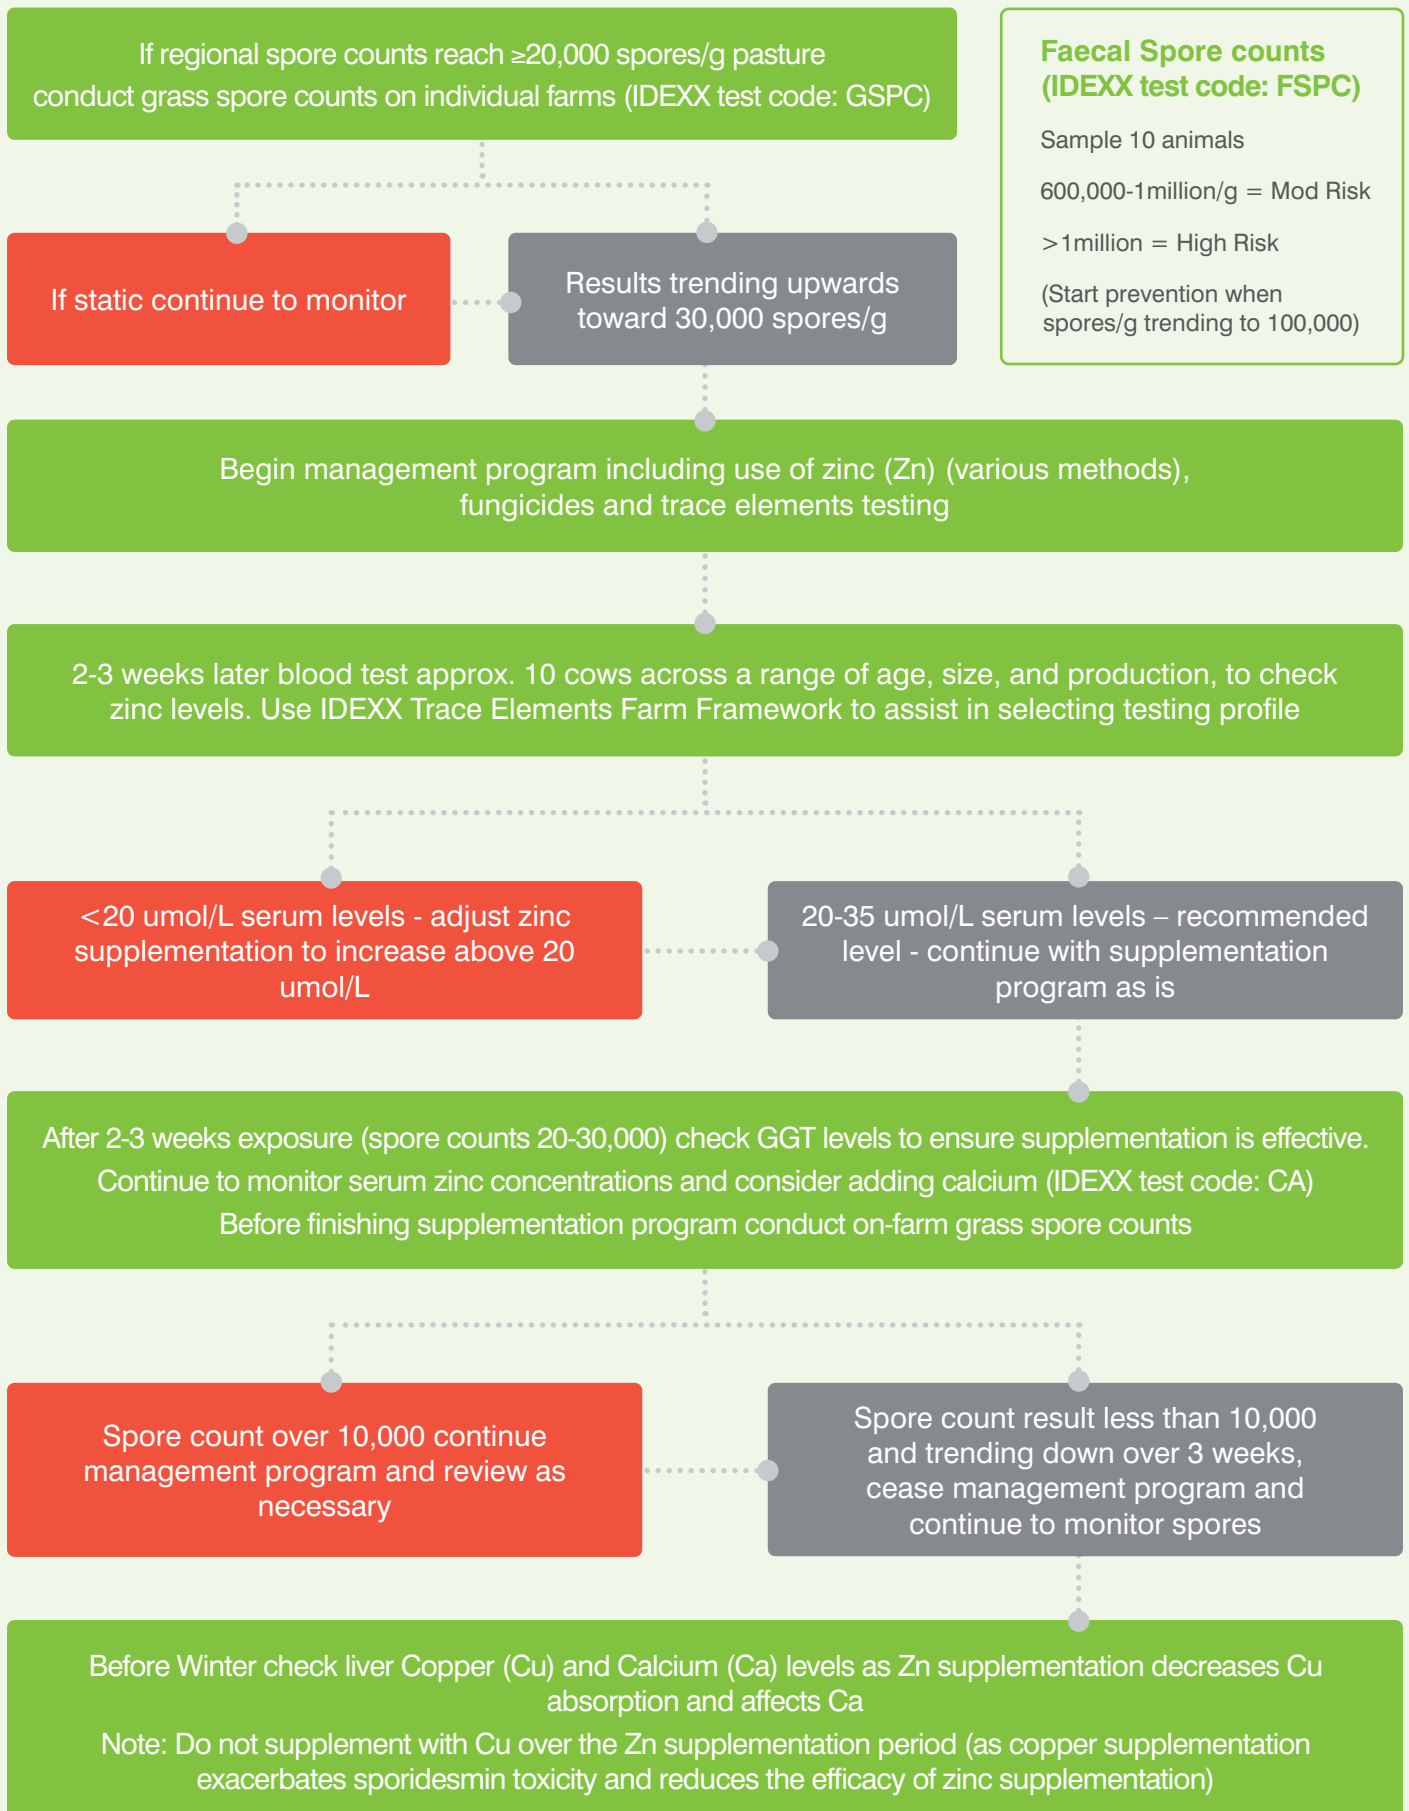 If regional spore counts reach ≥20,000 spores/g pasture
conduct grass spore counts on individual farms (IDEXX test code: GSPC)
Faecal Spore counts
(IDEXX test code: FSPC)
Sample 10 animals
600,000-1million/g = Mod Risk
>1million = High Risk
(Start prevention when
spores/g trending to 100,000)
If static continue to monitor
Results trending upwards
toward 30,000 spores/g
Begin management program including use of zinc (Zn) (various methods),
fungicides and trace elements testing
2-3 weeks later blood test approx. 10 cows across a range of age, size, and production, to check
zinc levels. Use IDEXX Trace Elements Farm Framework to assist in selecting testing profile
<20 umol/L serum levels - adjust zinc
supplementation to increase above 20
umol/L
20-35 umol/L serum levels – recommended
level - continue with supplementation
program as is
After 2-3 weeks exposure (spore counts 20-30,000) check GGT levels to ensure supplementation is effective.
Continue to monitor serum zinc concentrations and consider adding calcium (IDEXX test code: CA)
Before finishing supplementation program conduct on-farm grass spore counts
Spore count over 10,000 continue
management program and review as
necessary
Spore count result less than 10,000
and trending down over 3 weeks,
cease management program and
continue to monitor spores
Before Winter check liver Copper (Cu) and Calcium (Ca) levels as Zn supplementation decreases Cu
absorption and affects Ca
Note: Do not supplement with Cu over the Zn supplementation period (as copper supplementation
exacerbates sporidesmin toxicity and reduces the efficacy of zinc supplementation)